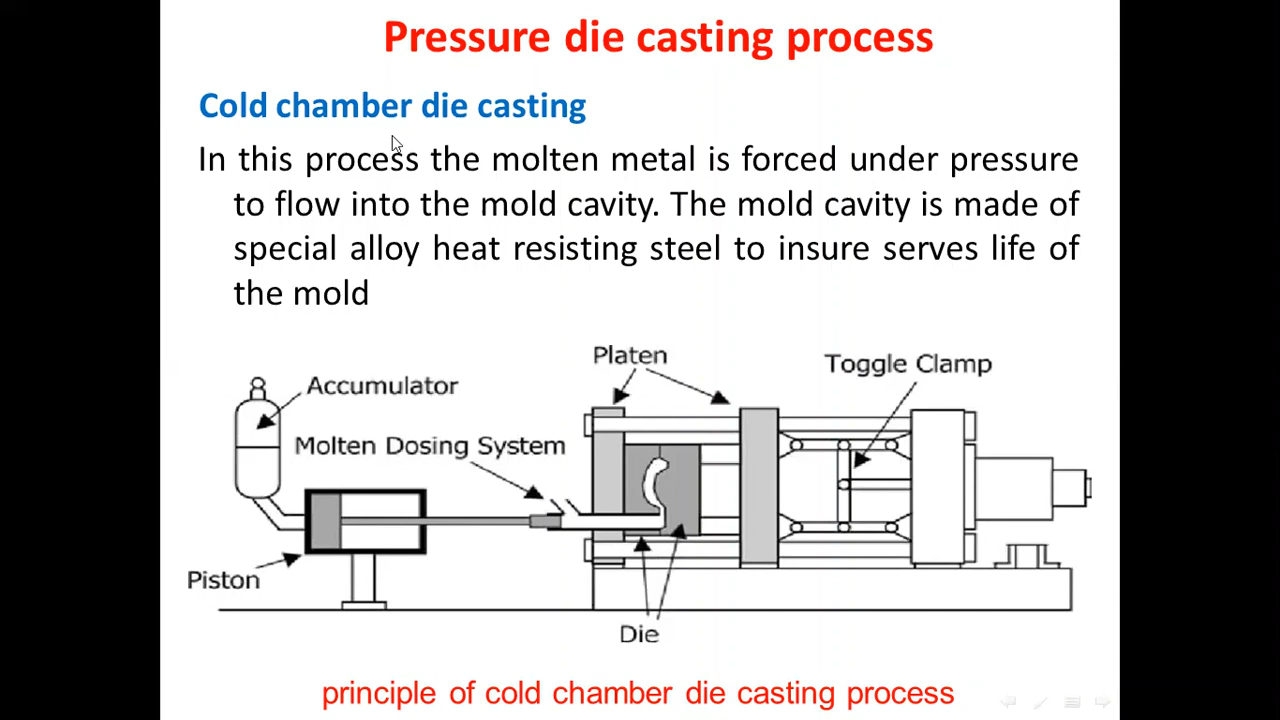 Pressure die casting process
Cold chamber die casting
In this process the molten metal is forced under pressure
to flow into the mold cavity. The mold cavity is made of
special alloy heat resisting steel to insure serves life of
the mold
Platen
Toggle Clamp
Accumulator
Molten Dosing System
Piston
Die
principle of cold chamber die casting process